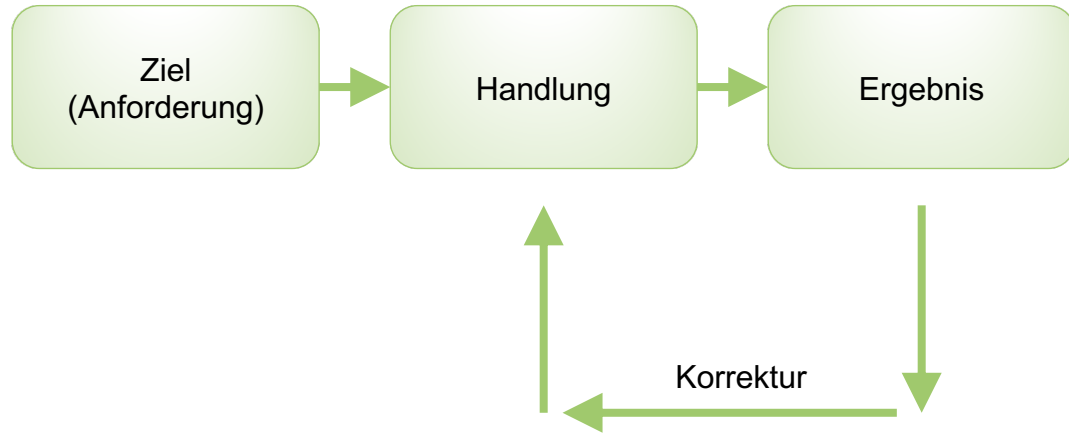 Ziel
(Anforderung)
Handlung
Ergebnis
Korrektur